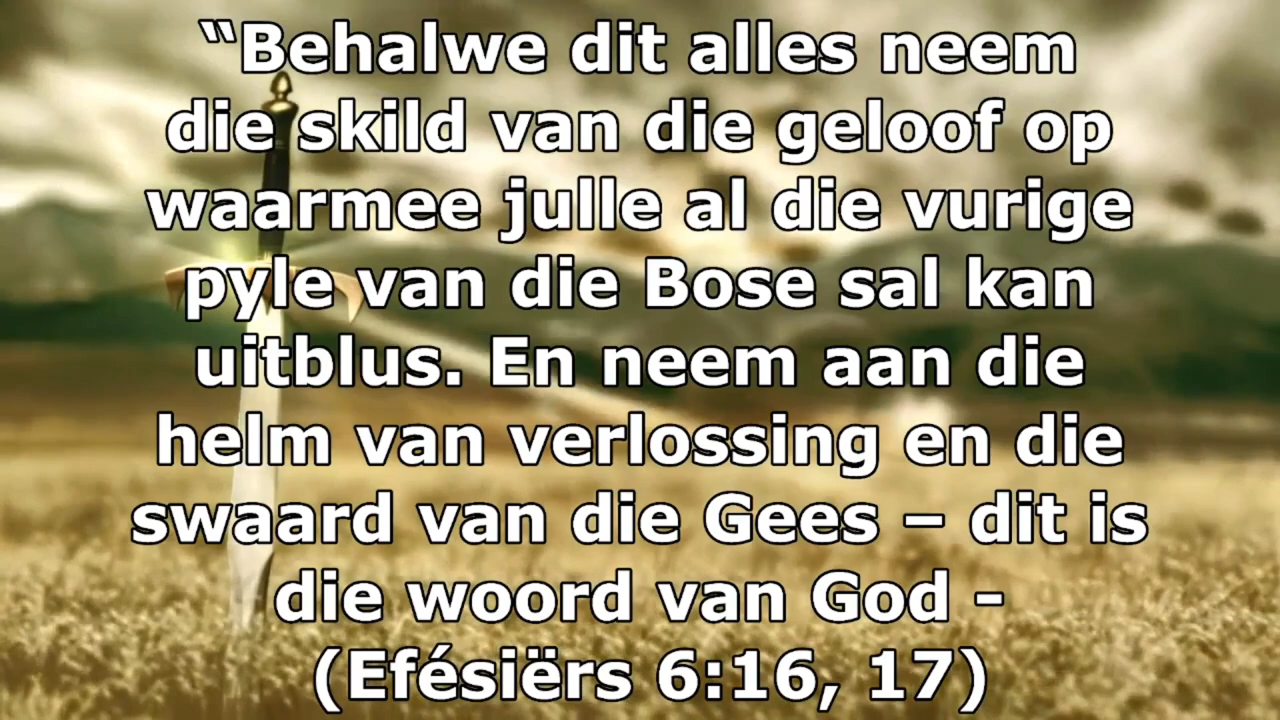 “Behalwe dit alles neem
die skild van die geloof op
waarmee julle al die vurige
pyle van die Bose sal kan
uitblus. En neem aan die
helm van verlossing en die
swaard van die Gees – dit is
die woord van God -
(Efésiërs 6:16, 17)